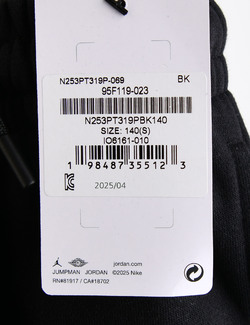 N253PT319P-069 BK
95F119-023
N253PT319PBK140
SIZE: 140(S)
IO6161-010
1 98487 35512 3
2025/04
jordan.com
JUMPMAN JORDAN ©2025 Nike
RN#61917 / CA#18702